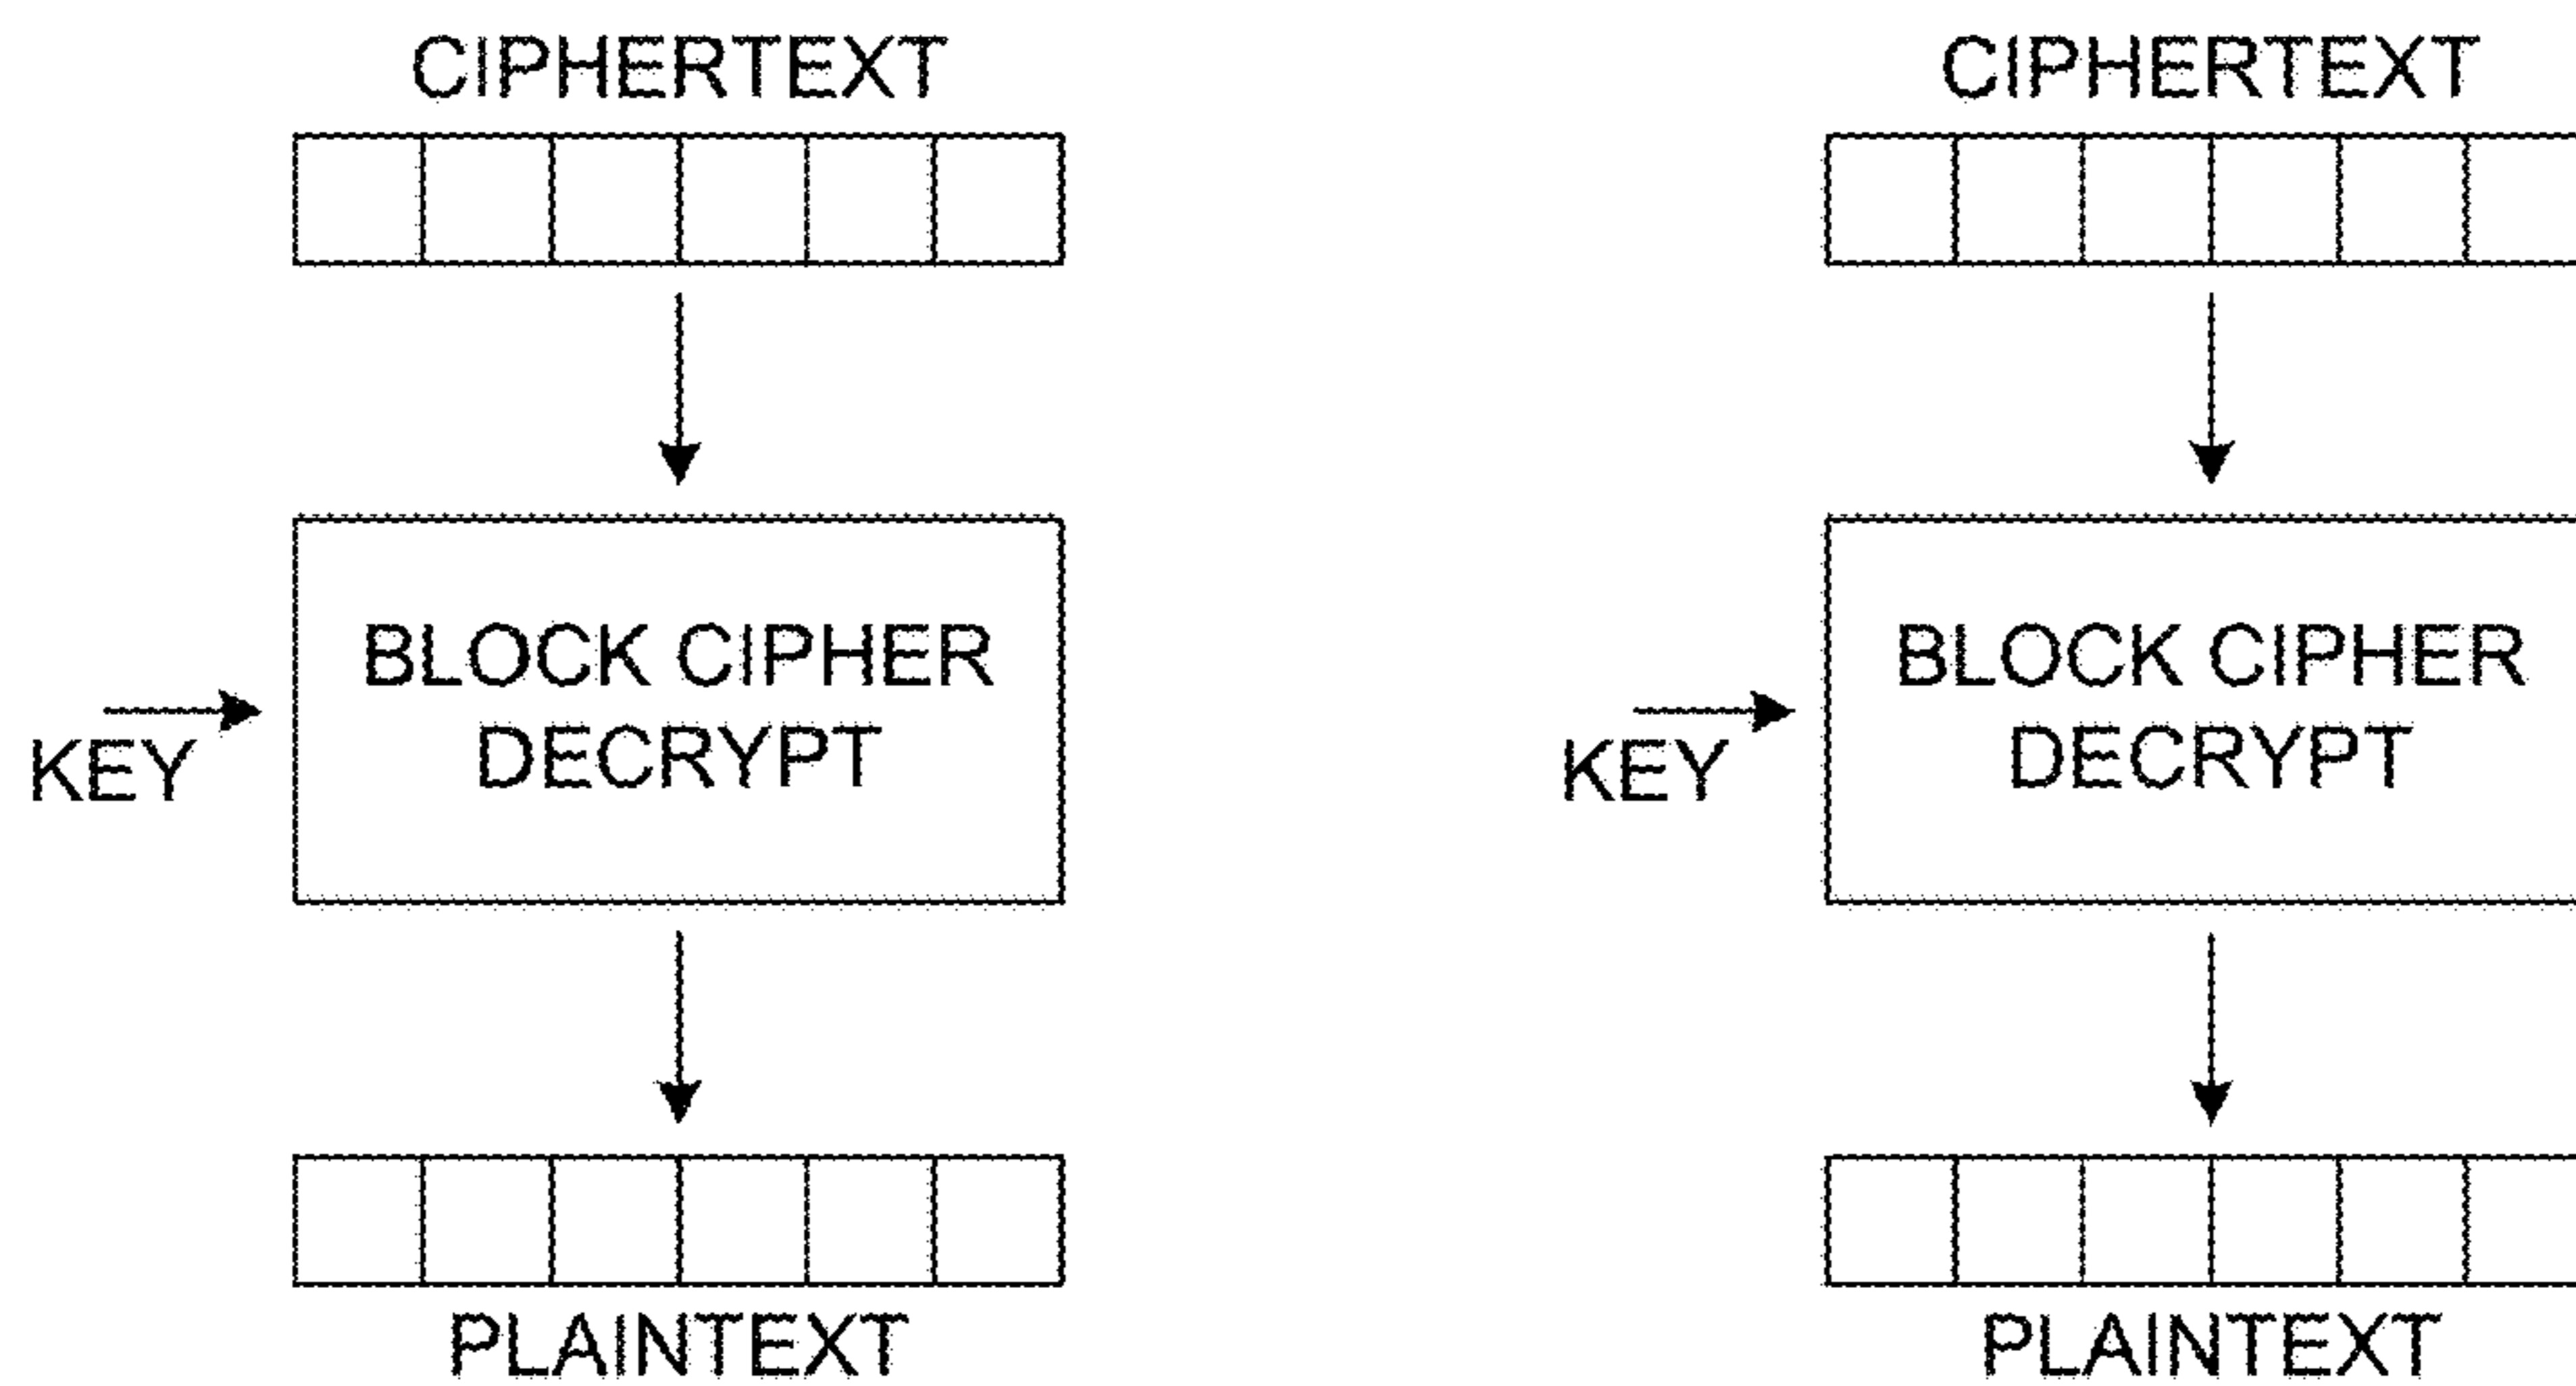 CIPHERTEXT
BLOCK CIPHER
DECRYPT
KEY
PLAINTEXT
CIPHERTEXT
BLOCK CIPHER
DECRYPT
KEY
PLAINTEXT